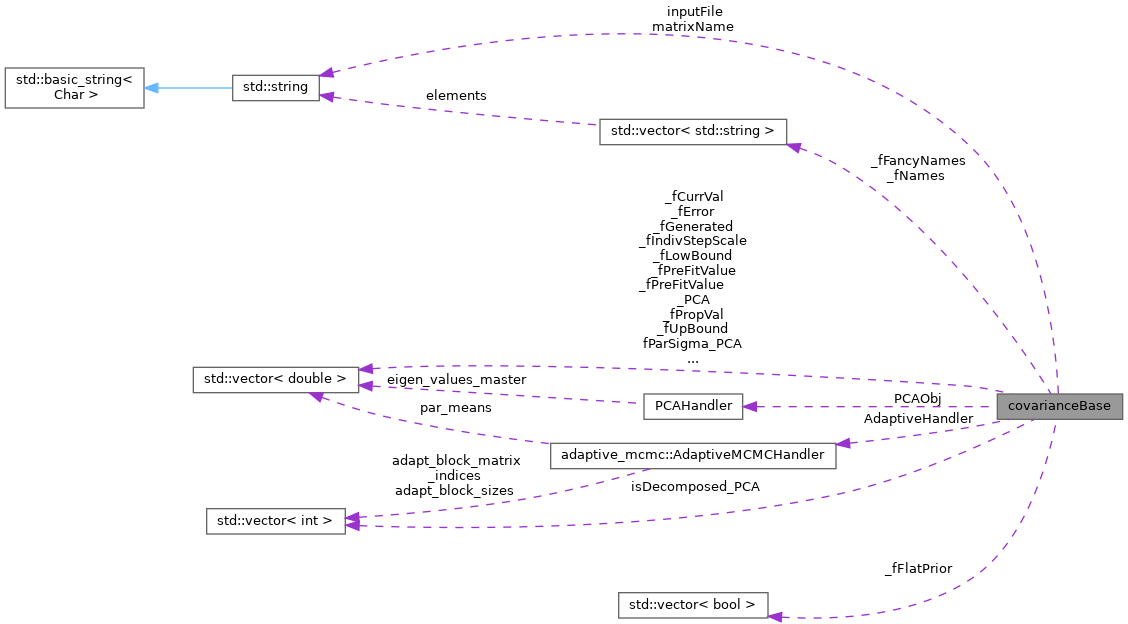 inputFile
matrixName
std::basic_string<
Char >
std::string
elements
std::vector< std::string >
_fFancyNames
_fNames
_fCurrVal
_fError
_fGenerated
_fIndivStepScale
_fLowBound
_fPreFitValue
_fPreFitValue
_PCA
_fPropVal
_fUpBound
fParSigma_PCA
...
std::vector< double >
eigen_values_master
PCAHandler
PCAObj
covarianceBase
par_means
AdaptiveHandler
adaptive_mcmc::AdaptiveMCMCHandler
adapt_block_matrix
_indices
adapt_block_sizes
isDecomposed_PCA
std::vector< int >
_fFlatPrior
std::vector< bool >